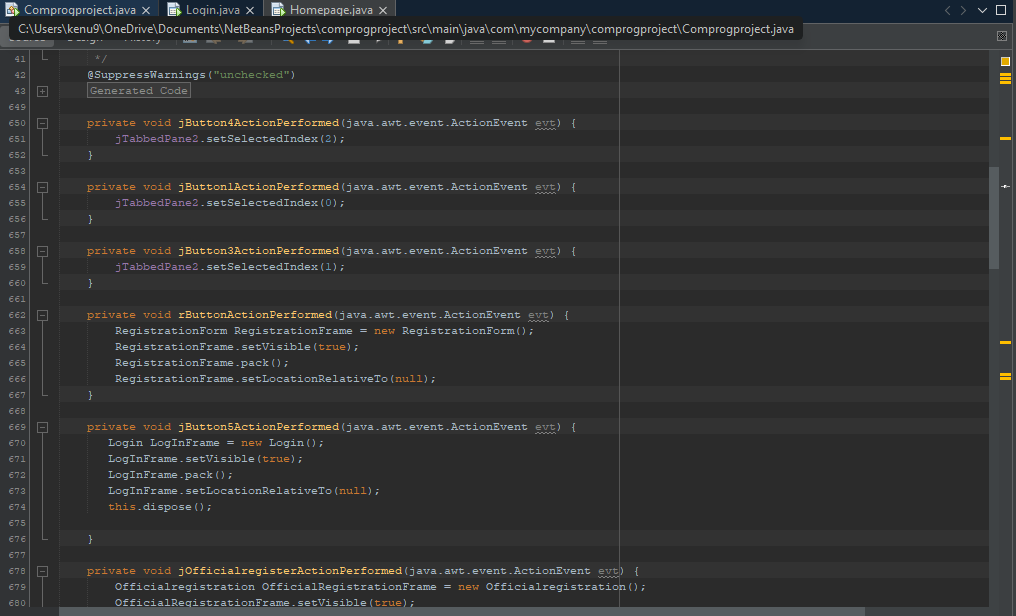 Comprogproject.java Login.java Homepage.java
C:\Users\kenu9\OneDrive\Documents\NetBeansProjects\comprogproject\src\main\java\com\mycompany\comprogproject\Comprogproject.java
41 */
42 @SuppressWarnings("unchecked")
43 Generated Code
649
650 private void jButton4ActionPerformed(java.awt.event.ActionEvent evt) {
651 jTabbedPane2.setSelectedIndex(2);
652 }
653
654 private void jButton1ActionPerformed(java.awt.event.ActionEvent evt) {
655 jTabbedPane2.setSelectedIndex(0);
656 }
657
658 private void jButton3ActionPerformed(java.awt.event.ActionEvent evt) {
659 jTabbedPane2.setSelectedIndex(1);
660 }
661
662 private void rButtonActionPerformed(java.awt.event.ActionEvent evt) {
663 RegistrationForm RegistrationFrame = new RegistrationForm();
664 RegistrationFrame.setVisible(true);
665 RegistrationFrame.pack();
666 RegistrationFrame.setLocationRelativeTo(null);
667 }
668
669 private void jButton5ActionPerformed(java.awt.event.ActionEvent evt) {
670 Login LogInFrame = new Login();
671 LogInFrame.setVisible(true);
672 LogInFrame.pack();
673 LogInFrame.setLocationRelativeTo(null);
674 this.dispose();
675
676 }
677
678 private void jOfficialregisterActionPerformed(java.awt.event.ActionEvent evt) {
679 Officialregistration OfficialRegistrationFrame = new Officialregistration();
680 OfficialRegistrationFrame.setVisible(true);